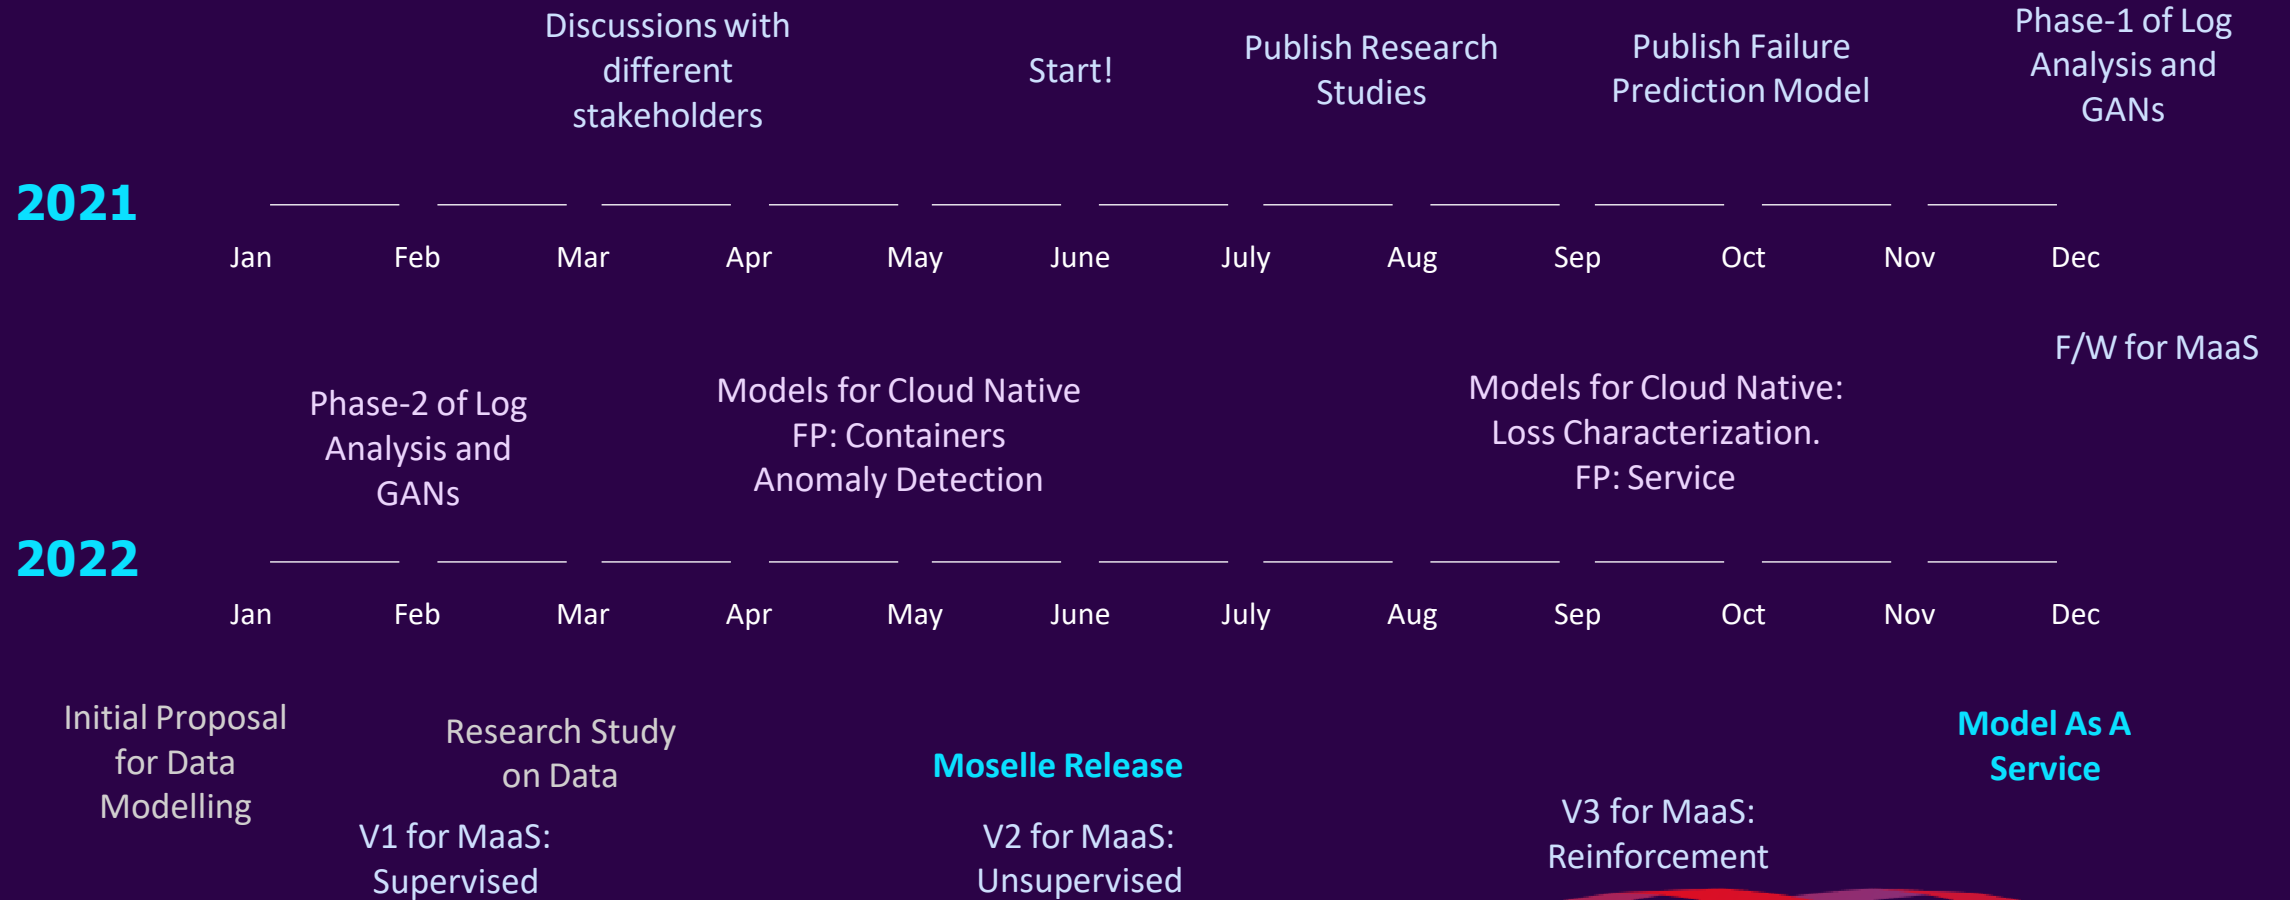 Discussions with
different
stakeholders
Start!
Publish Research
Studies
Publish Failure
Prediction Model
Phase-1 of Log
Analysis and
GANs
2021
Jan
Feb
Mar
Apr
May
June
July
Aug
Sep
Oct
Nov
Dec
Phase-2 of Log
Analysis and
GANs
Models for Cloud Native
FP: Containers
Anomaly Detection
Models for Cloud Native:
Loss Characterization.
FP: Service
F/W for MaaS
2022
Jan
Feb
Mar
Apr
May
June
July
Aug
Sep
Oct
Nov
Dec
Initial Proposal
for Data
Modelling
Research Study
on Data
Moselle Release
Model As A
Service
V1 for MaaS:
Supervised
V2 for MaaS:
Unsupervised
V3 for MaaS:
Reinforcement